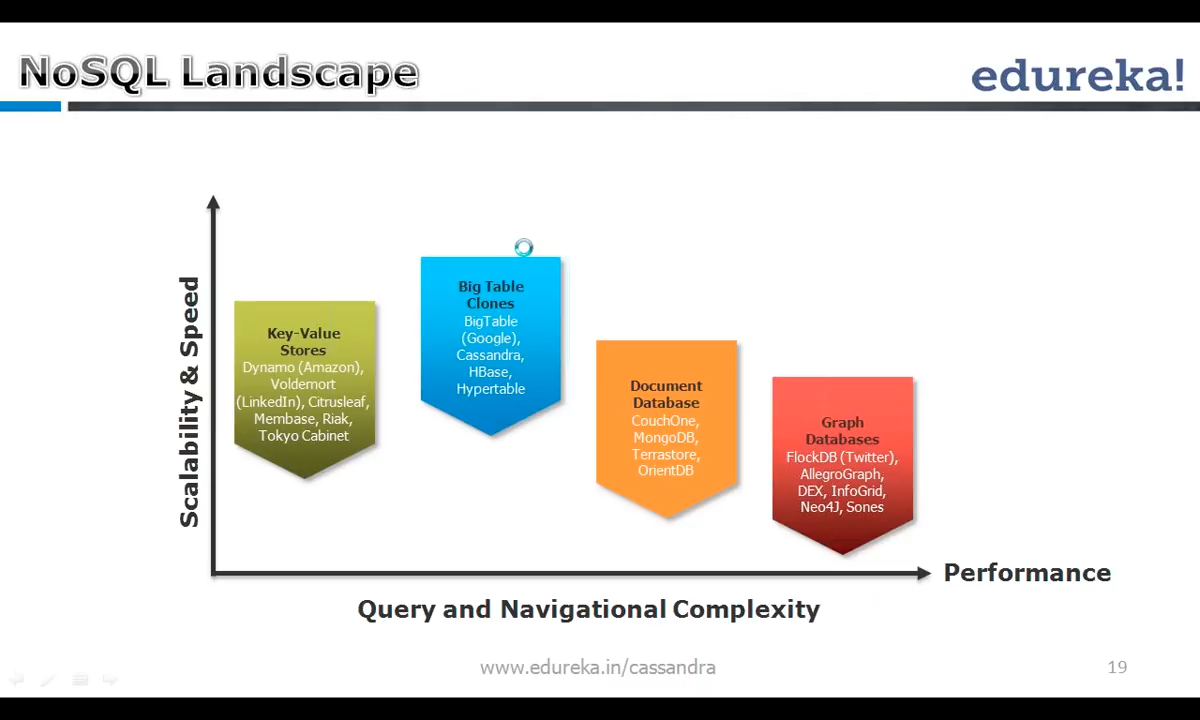 NoSQL Landscape
edureka!
Scalability & Speed
Key-Value
Stores
Dynamo (Amazon),
Voldemort
(LinkedIn), Citrusleaf,
Membase, Riak,
Tokyo Cabinet
Big Table
Clones
BigTable
(Google),
Cassandra,
HBase,
Hypertable
Document
Database
CouchOne,
MongoDB,
Terrastore,
OrientDB
Graph
Databases
FlockDB (Twitter),
AllegroGraph,
DEX, InfoGrid,
Neo4J, Sones
Performance
Query and Navigational Complexity
www.edureka.in/cassandra
19